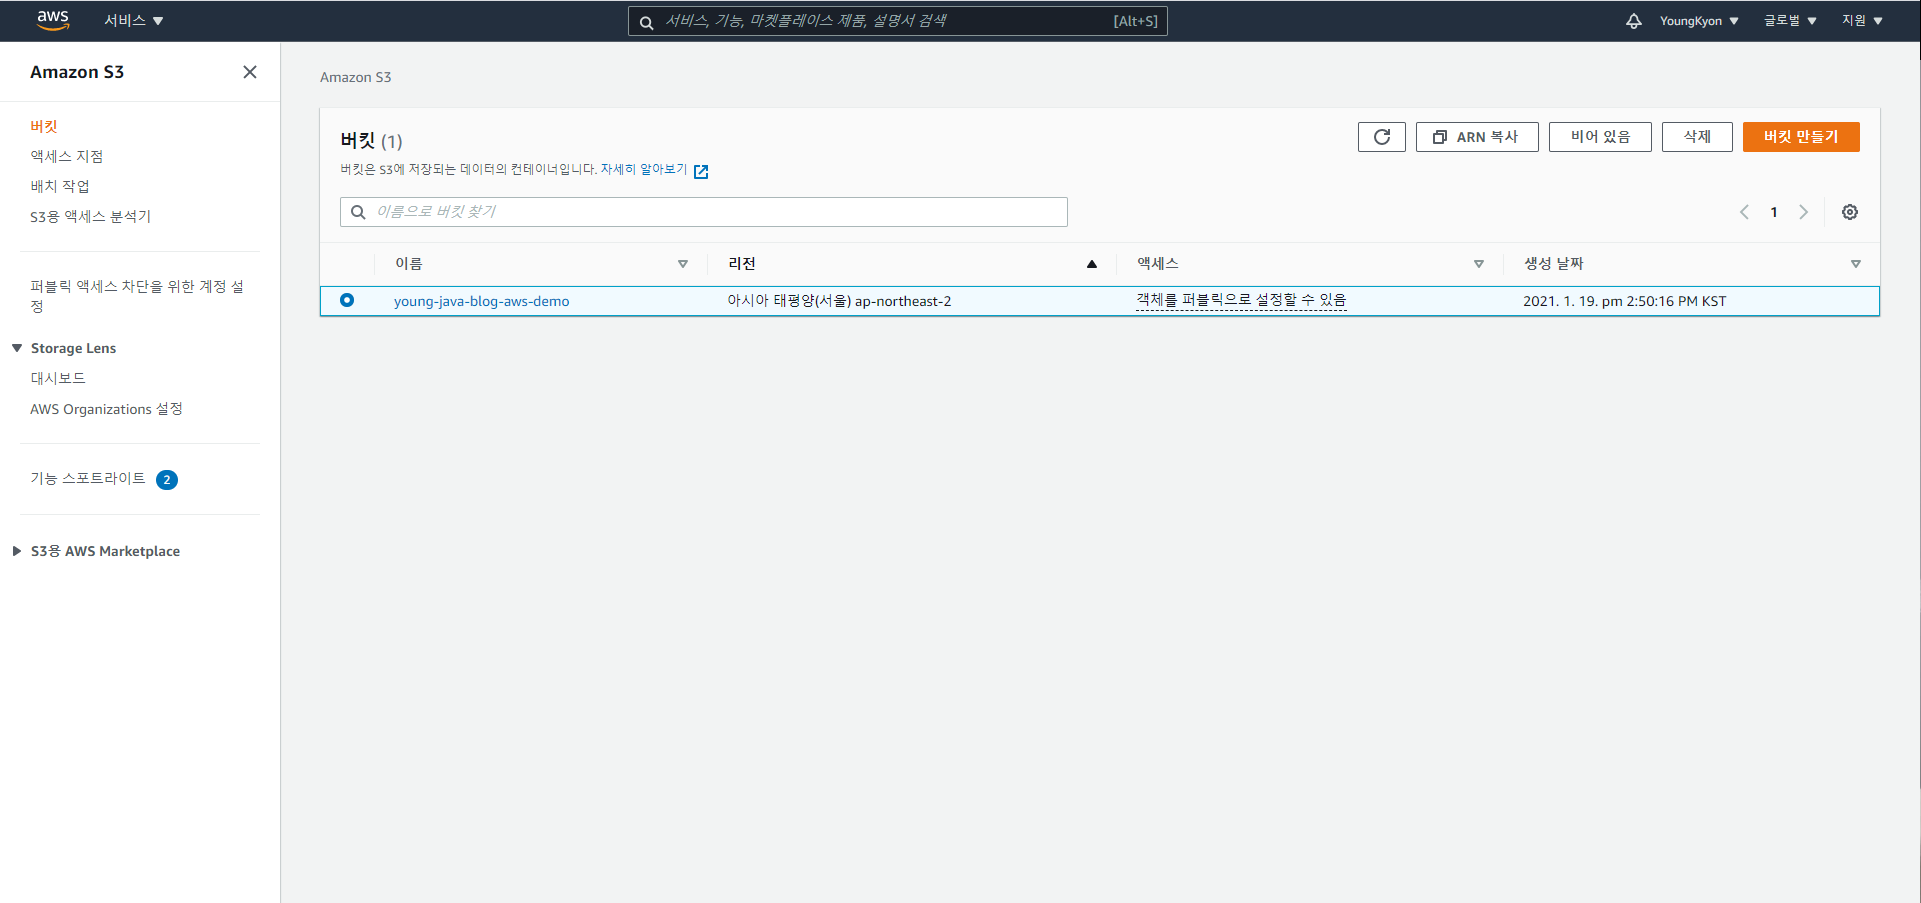 aws 서비스 서비스, 기능, 마켓플레이스 제품, 설명서 검색 [Alt+S] YoungKyon 글로벌 지원
Amazon S3
버킷
액세스 지점
배치 작업
S3용 액세스 분석기
퍼블릭 액세스 차단을 위한 계정 설
정
Storage Lens
대시보드
AWS Organizations 설정
기능 스포트라이트 2
S3용 AWS Marketplace
Amazon S3
버킷 (1)
ARN 복사 비어 있음 삭제 버킷 만들기
버킷은 S3에 저장되는 데이터의 컨테이너입니다. 자세히 알아보기
이름으로 버킷 찾기
1
이름 리전 액세스 생성 날짜
young-java-blog-aws-demo 아시아 태평양(서울) ap-northeast-2 객체를 퍼블릭으로 설정할 수 있음 2021. 1. 19. pm 2:50:16 PM KST